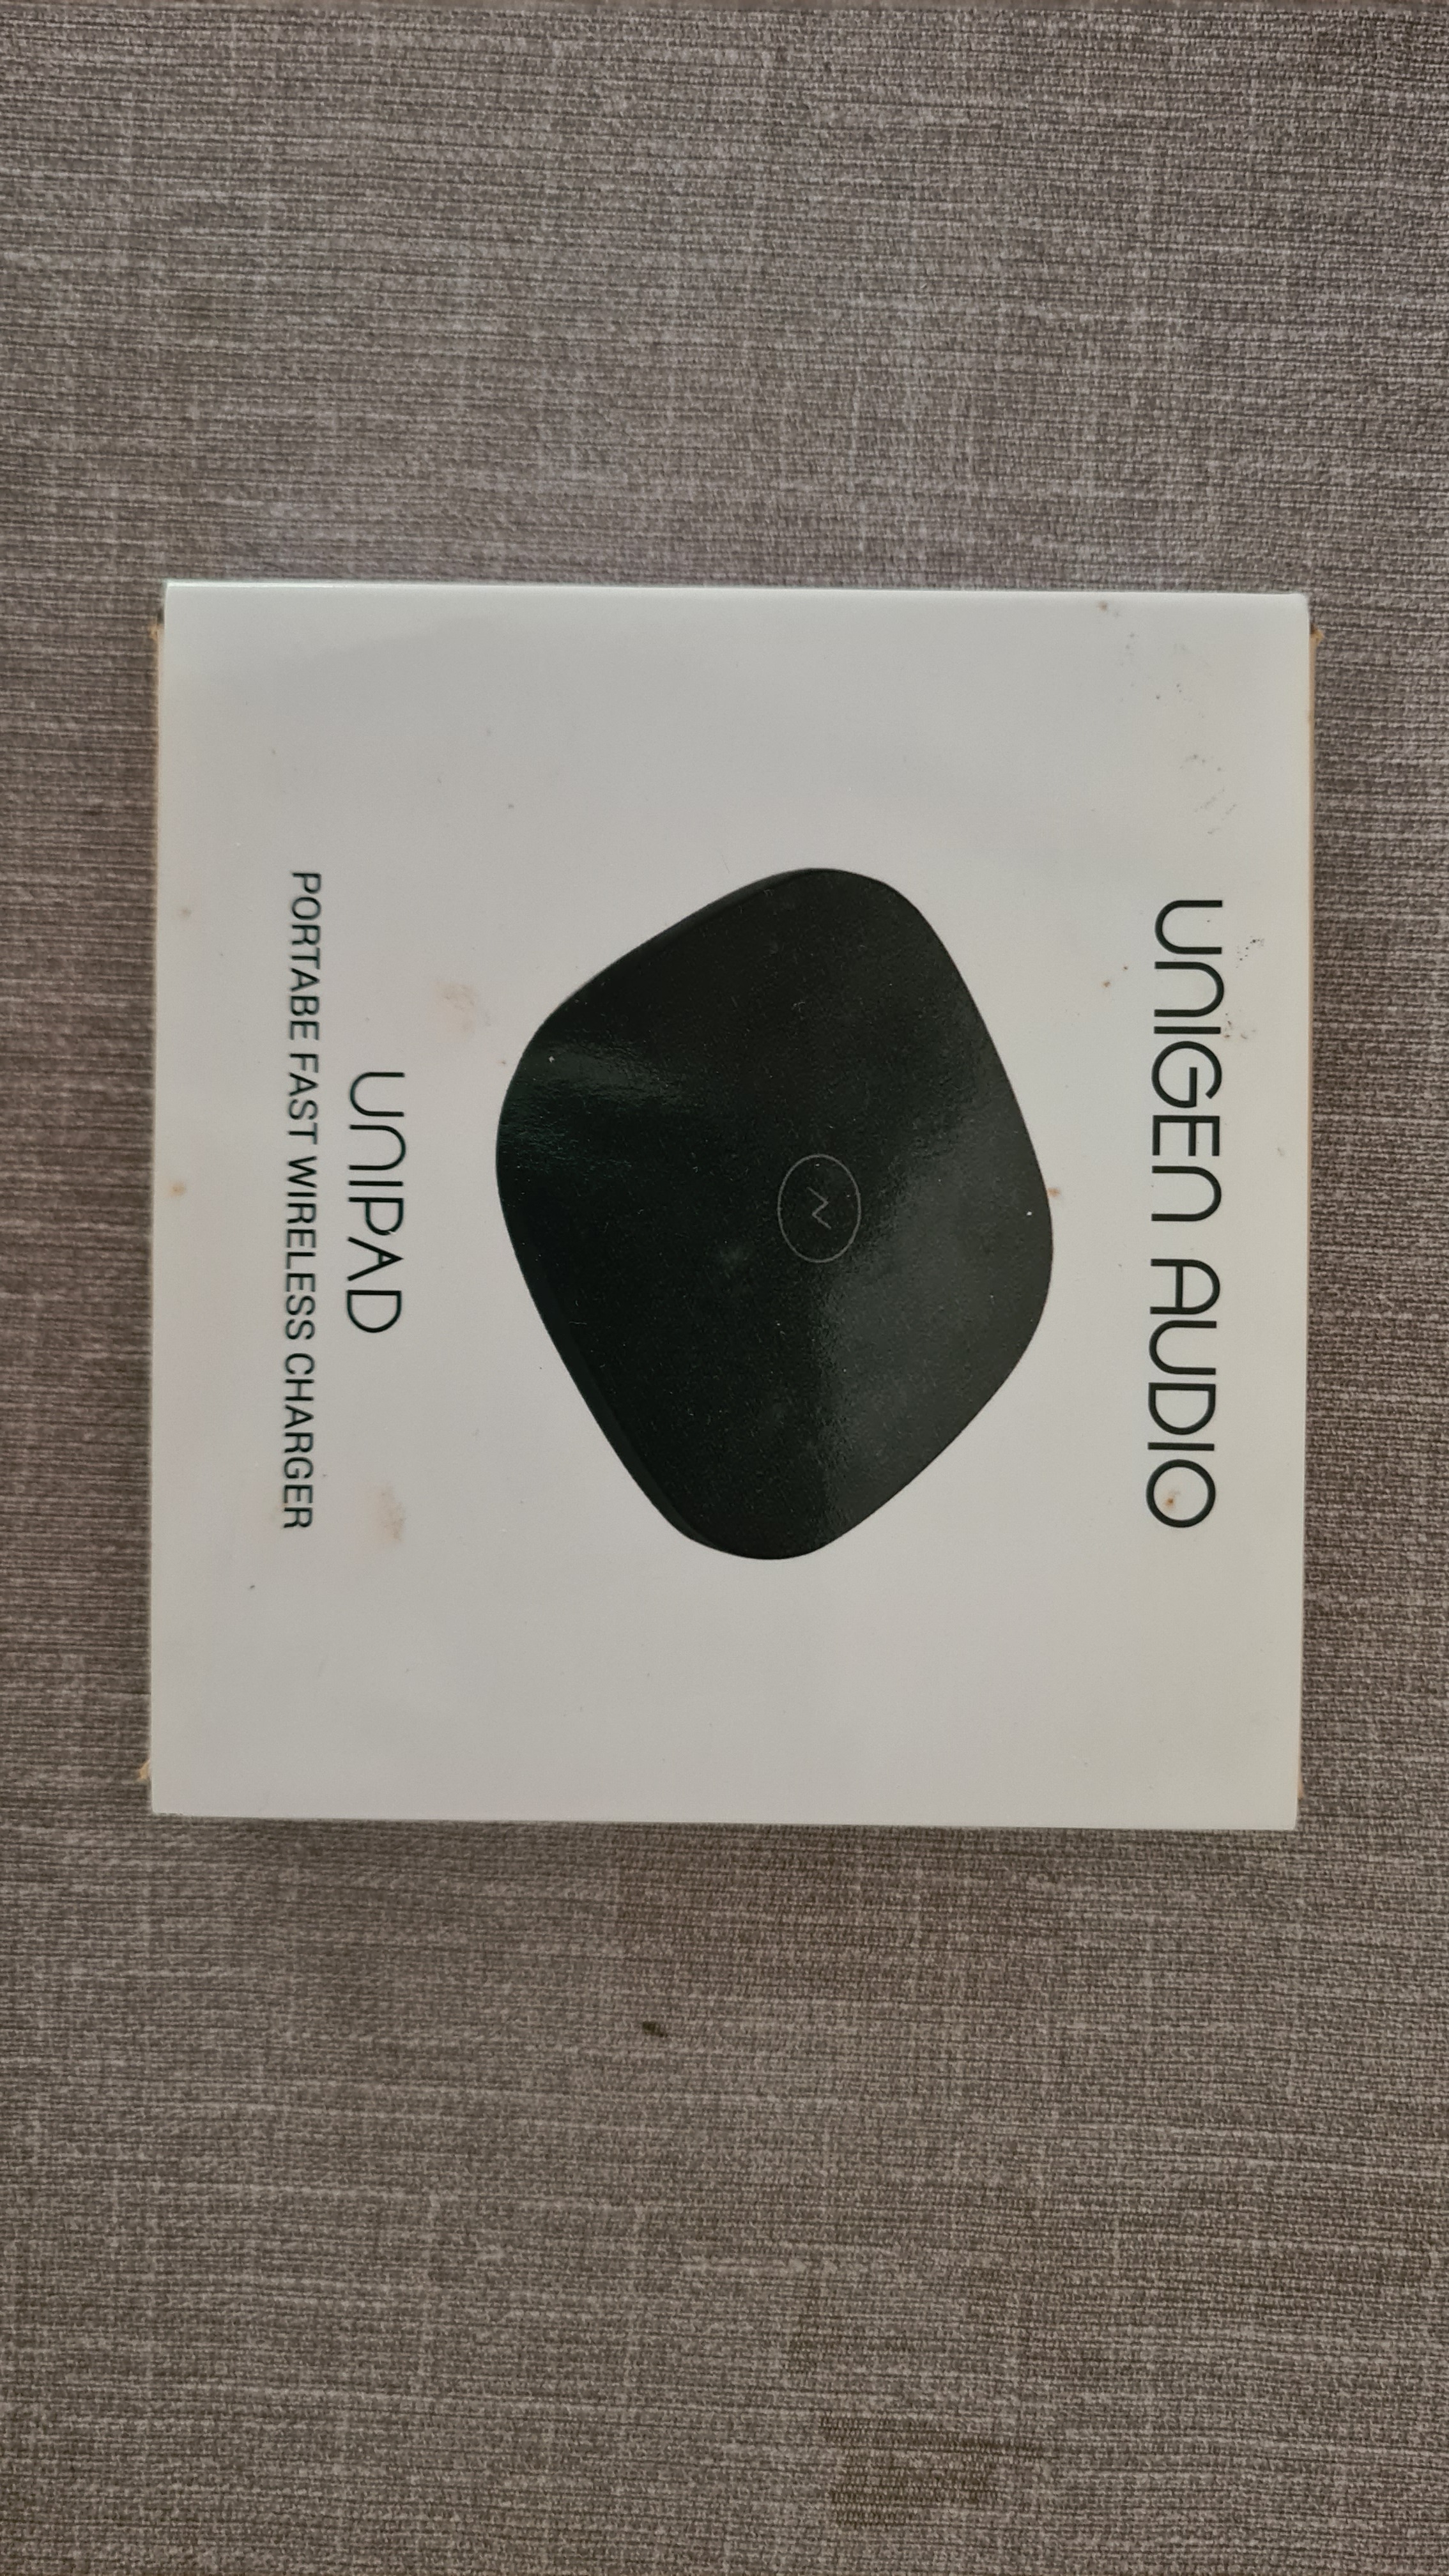 UNIGEN AUDIO
UNIPAD
PORTABE FAST WIRELESS CHARGER